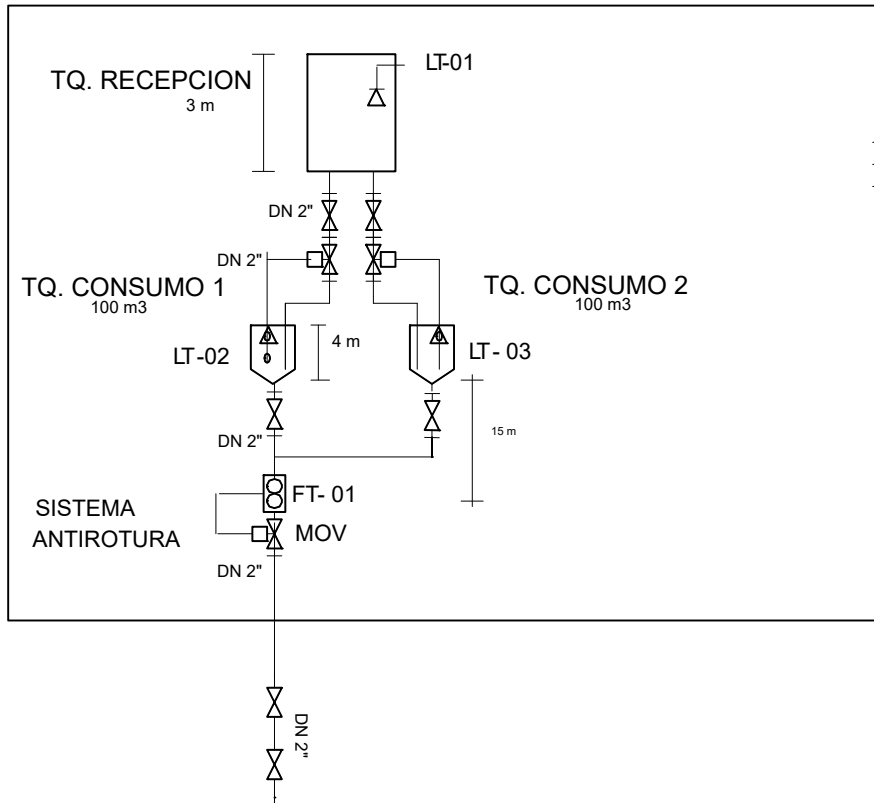 LT-01
TQ. RECEPCION
3 m
DN 2"
DN 2"
TQ. CONSUMO 1
100 m3
TQ. CONSUMO 2
100 m3
LT-02
4 m
LT- 03
DN 2"
15 m
FT- 01
SISTEMA
ANTIROTURA
MOV
DN 2"
DN 2"